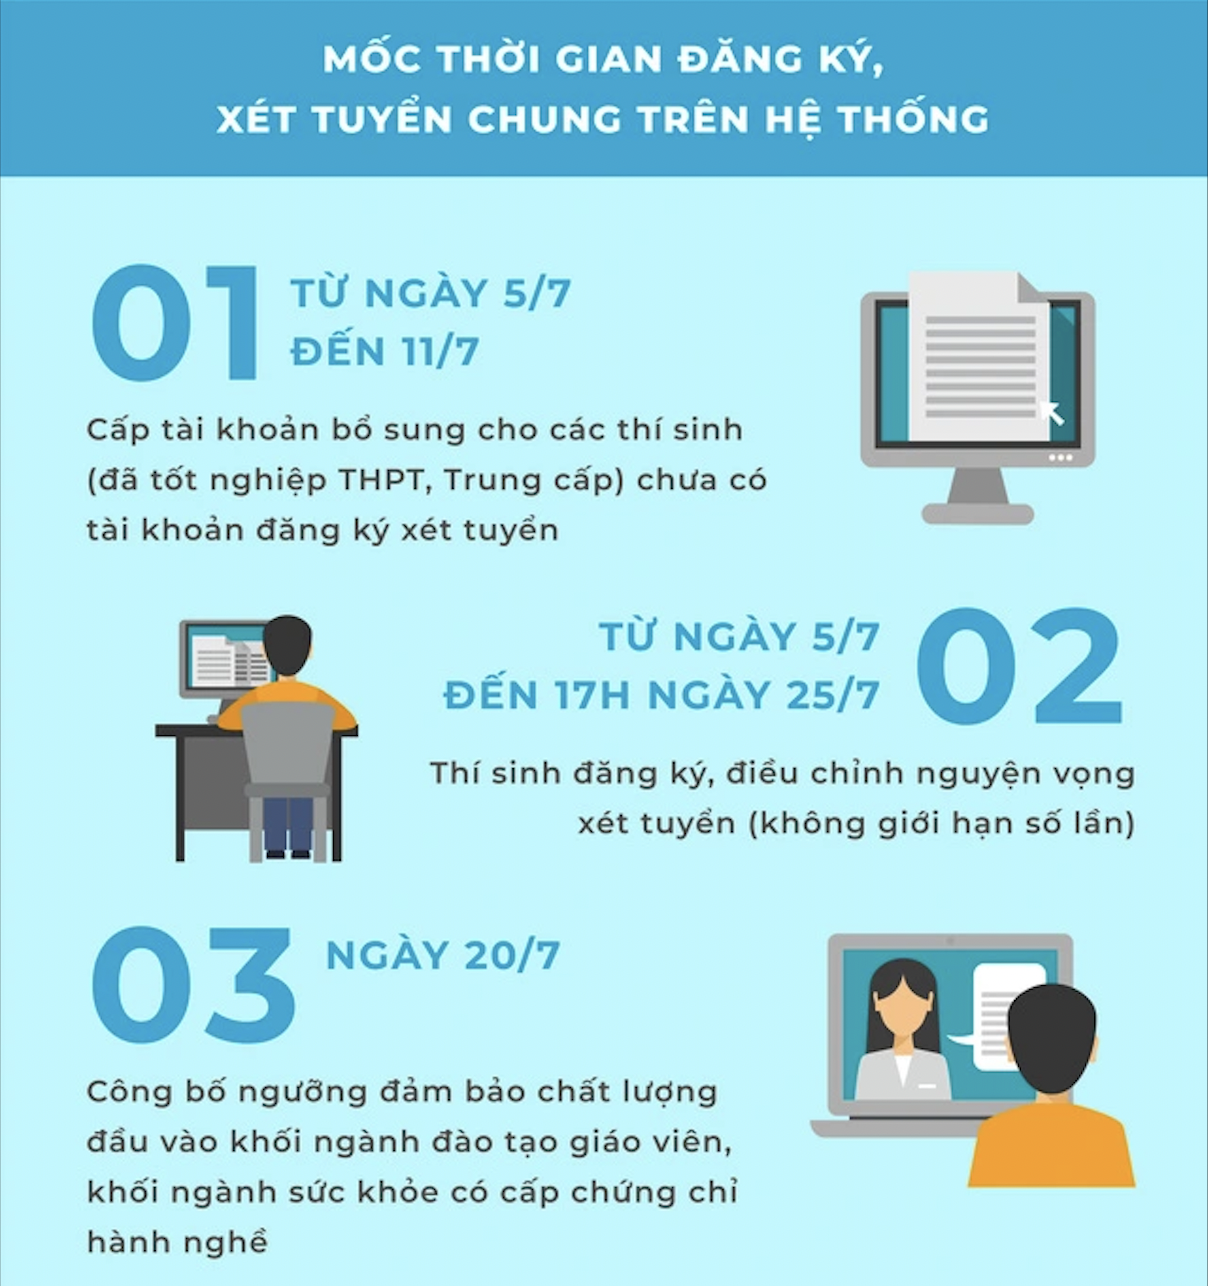 MỐC THỜI GIAN ĐĂNG KÝ,
XÉT TUYỂN CHUNG TRÊN HỆ THỐNG
01
TỪ NGÀY 5/7
ĐẾN 11/7
Cấp tài khoản bổ sung cho các thí sinh
(đã tốt nghiệp THPT, Trung cấp) chưa có
tài khoản đăng ký xét tuyển
02
TỪ NGÀY 5/7
ĐẾN 17H NGÀY 25/7
Thí sinh đăng ký, điều chỉnh nguyện vọng
xét tuyển (không giới hạn số lần)
03
NGÀY 20/7
Công bố ngưỡng đảm bảo chất lượng
đầu vào khối ngành đào tạo giáo viên,
khối ngành sức khỏe có cấp chứng chỉ
hành nghề